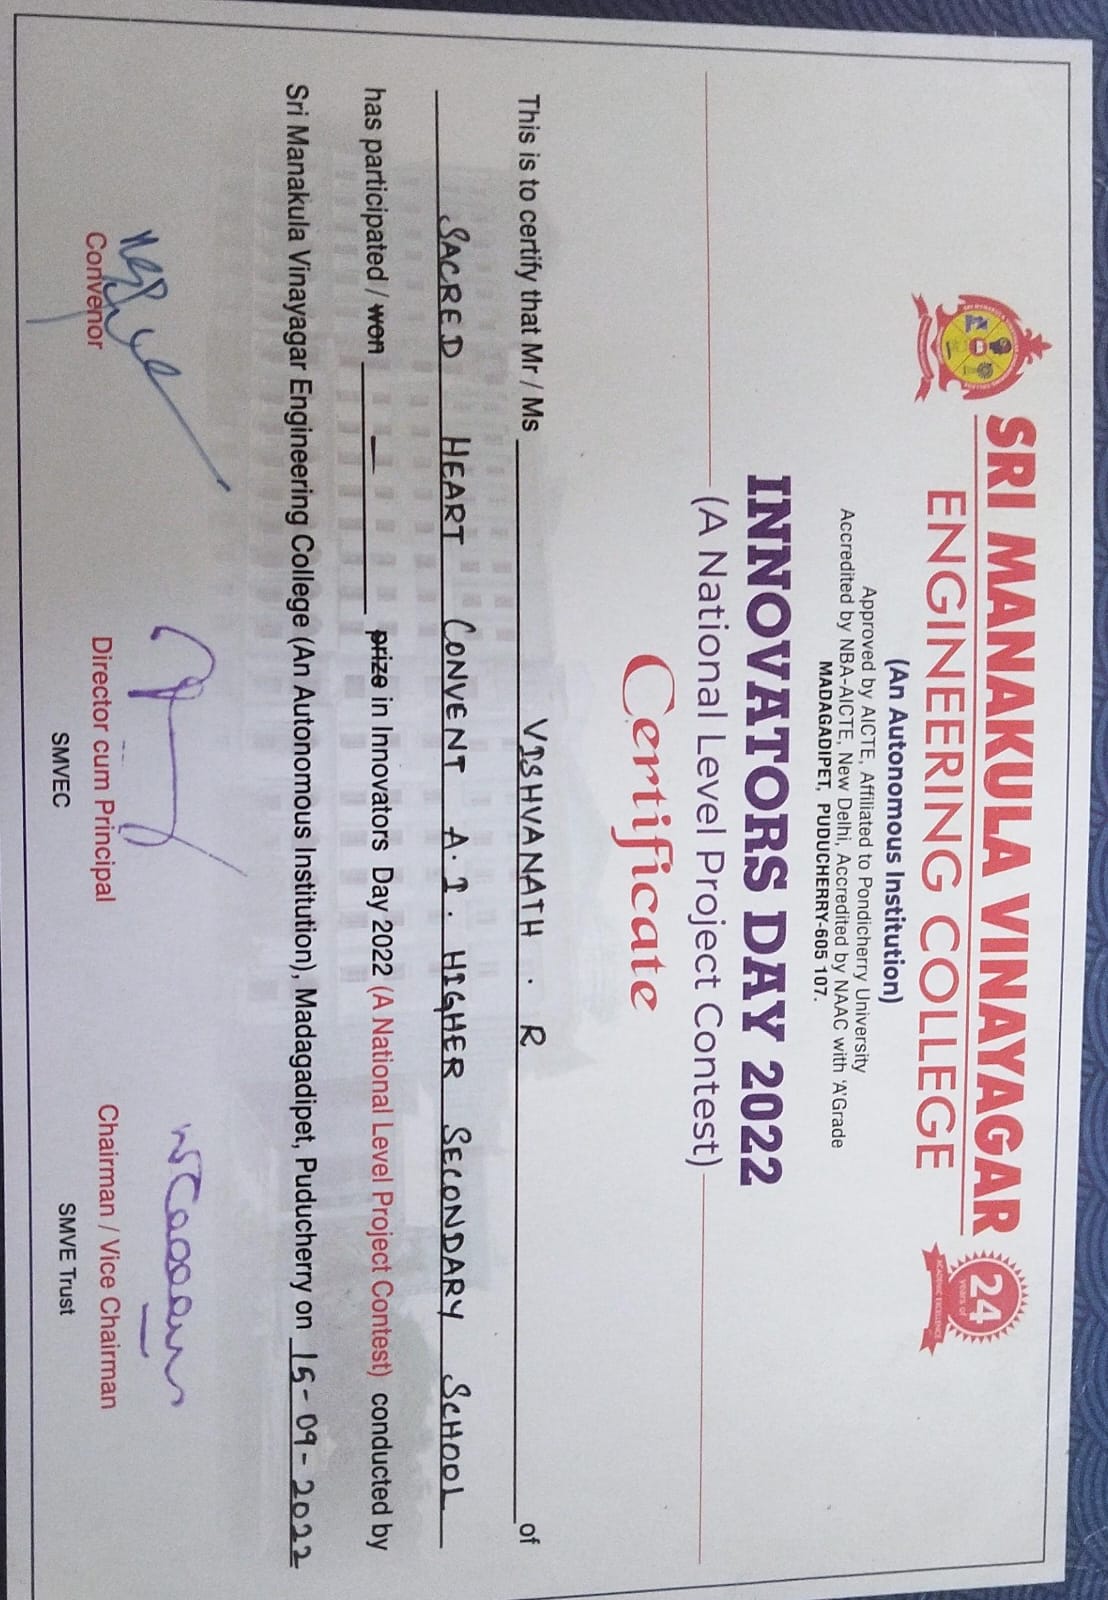 SRI MANAKULA VINAYAGAR
ENGINEERING COLLEGE
24
years of
ACADEMIC EXCELLENCE
(An Autonomous Institution)
Approved by AICTE, Affiliated to Pondicherry University
Accredited by NBA-AICTE, New Delhi, Accredited by NAAC with 'A'Grade
MADAGADIPET, PUDUCHERRY-605 107.
INNOVATORS DAY 2022
(A National Level Project Contest)
Certificate
This is to certify that Mr / Ms VISHVANATH . R of
SACRED HEART CONVENT A.I. HIGHER SECONDARY SCHOOL
has participated / won — prize in Innovators Day 2022 (A National Level Project Contest) conducted by
Sri Manakula Vinayagar Engineering College (An Autonomous Institution), Madagadipet, Puducherry on 15-09-2022
Convenor
Director cum Principal
SMVEC
Chairman / Vice Chairman
SMVE Trust